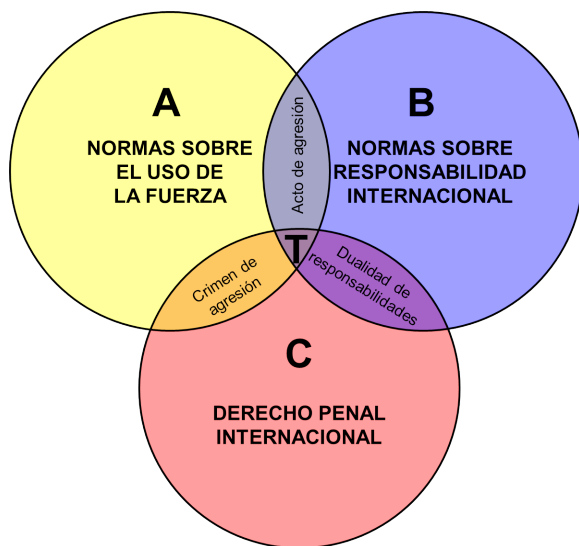 A
NORMAS SOBRE
EL USO DE
LA FUERZA
Acto de agresión
B
NORMAS SOBRE
RESPONSABILIDAD
INTERNACIONAL
T
Crimen de
agresión
Dualidad de
responsabilidades
C
DERECHO PENAL
INTERNACIONAL